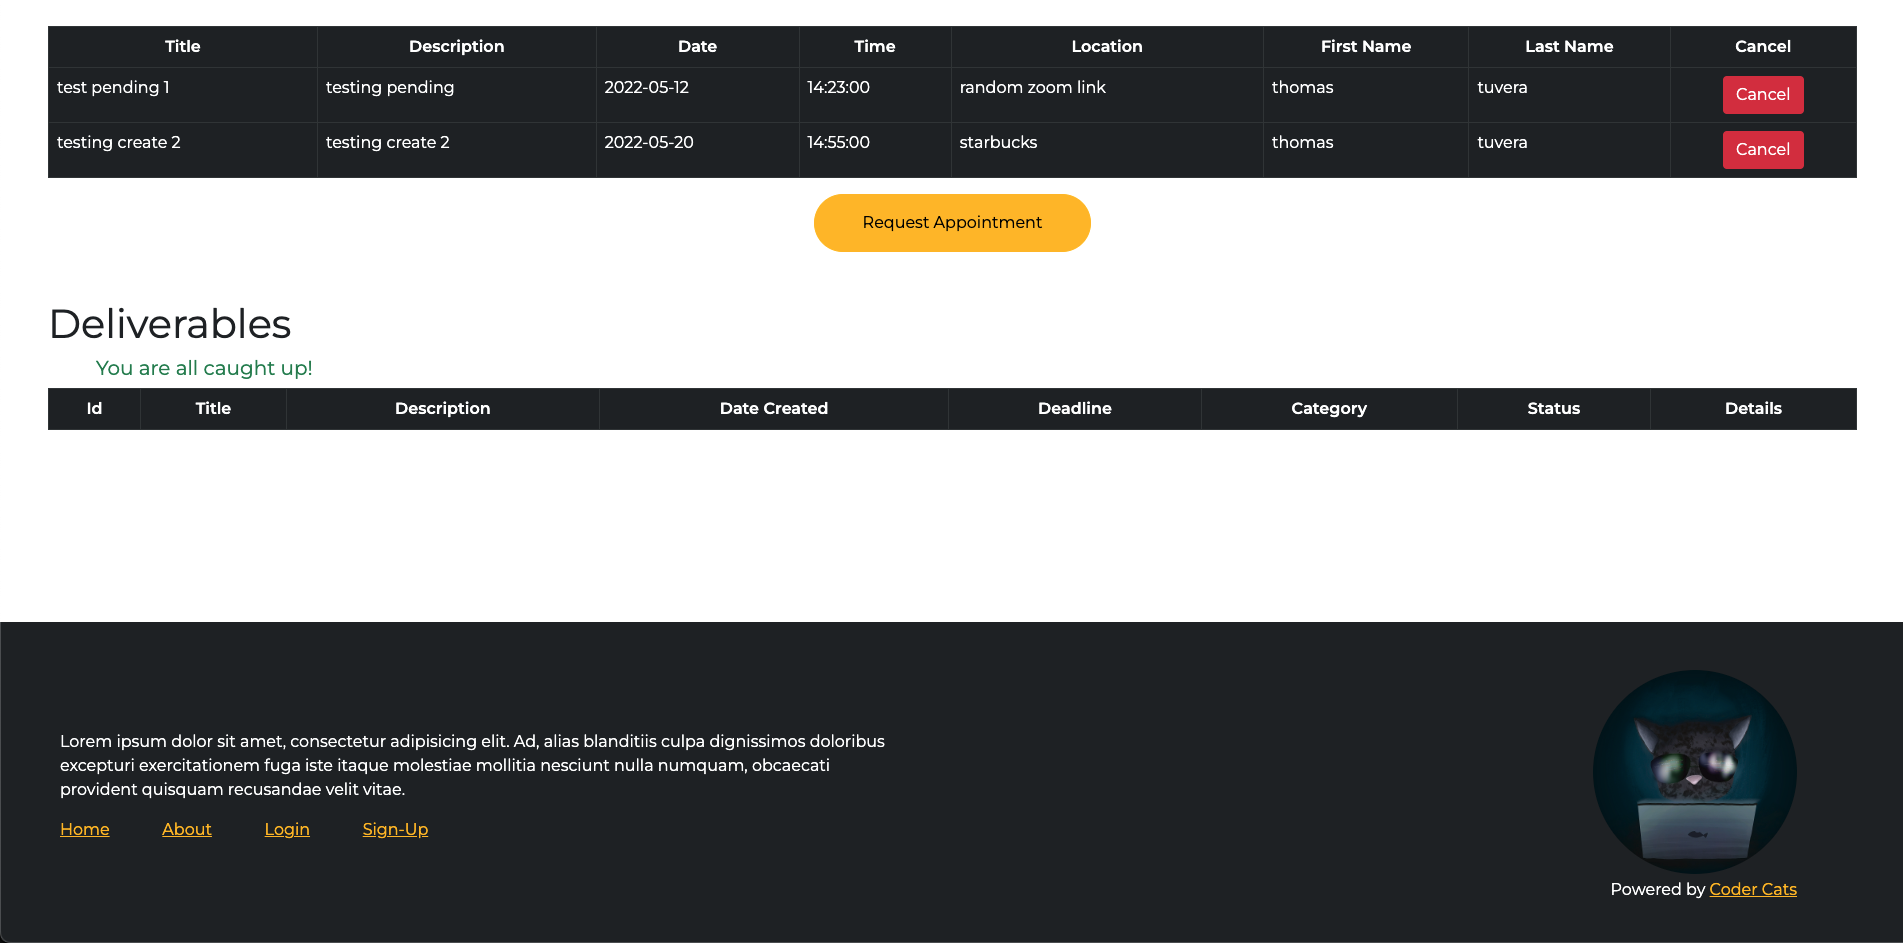 Title Description Date Time Location First Name Last Name Cancel
test pending 1 testing pending 2022-05-12 14:23:00 random zoom link thomas tuvera Cancel
testing create 2 testing create 2 2022-05-20 14:55:00 starbucks thomas tuvera Cancel
Request Appointment
Deliverables
You are all caught up!
Id Title Description Date Created Deadline Category Status Details
Lorem ipsum dolor sit amet, consectetur adipisicing elit. Ad, alias blanditiis culpa dignissimos doloribus
excepturi exercitationem fuga iste itaque molestiae mollitia nesciunt nulla numquam, obcaecati
provident quisquam recusandae velit vitae.
Home About Login Sign-Up
Powered by Coder Cats